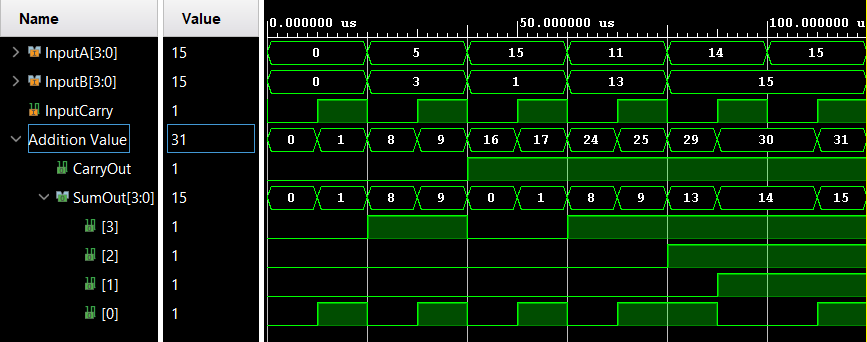 Name Value 0.000000 us 50.000000 us 100.000000 us
InputA[3:0] 15 0 5 15 11 14 15
InputB[3:0] 15 0 3 1 13 15
InputCarry 1
Addition Value 31 0 1 8 9 16 17 24 25 29 30 31
CarryOut 1
SumOut[3:0] 15 0 1 8 9 0 1 8 9 13 14 15
[3] 1
[2] 1
[1] 1
[0] 1